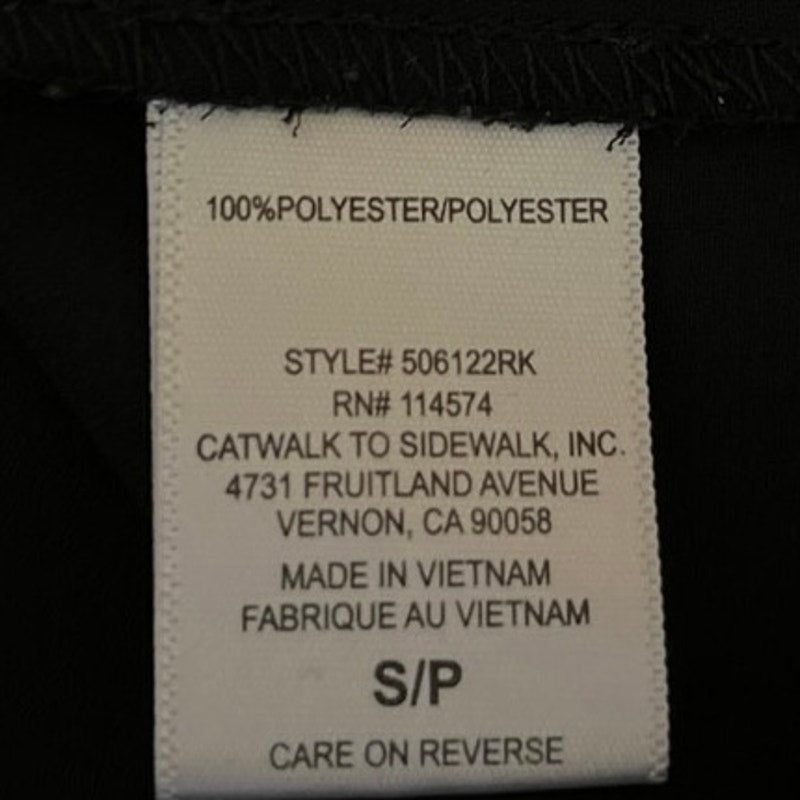 100%POLYESTER/POLYESTER
STYLE# 506122RK
RN# 114574
CATWALK TO SIDEWALK, INC.
4731 FRUITLAND AVENUE
VERNON, CA 90058
MADE IN VIETNAM
FABRIQUE AU VIETNAM
S/P
CARE ON REVERSE